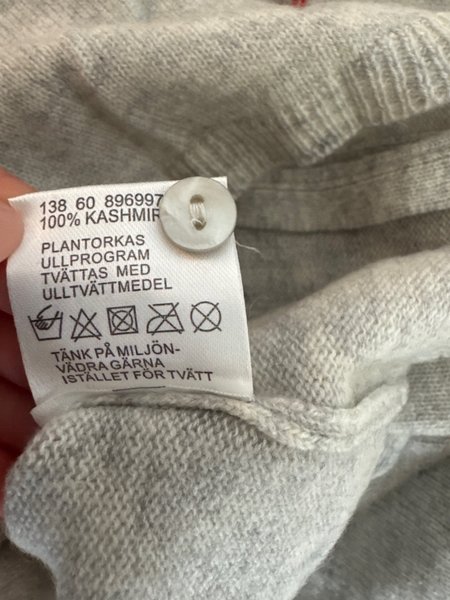 138 60 896997
100% KASHMIR
PLANTORKAS
ULLPROGRAM
TVÄTTAS MED
ULLTVÄTTMEDEL
TÄNK PÅ MILJÖN-
VÄDRA GÄRNA
ISTÄLLET FÖR TVÄTT